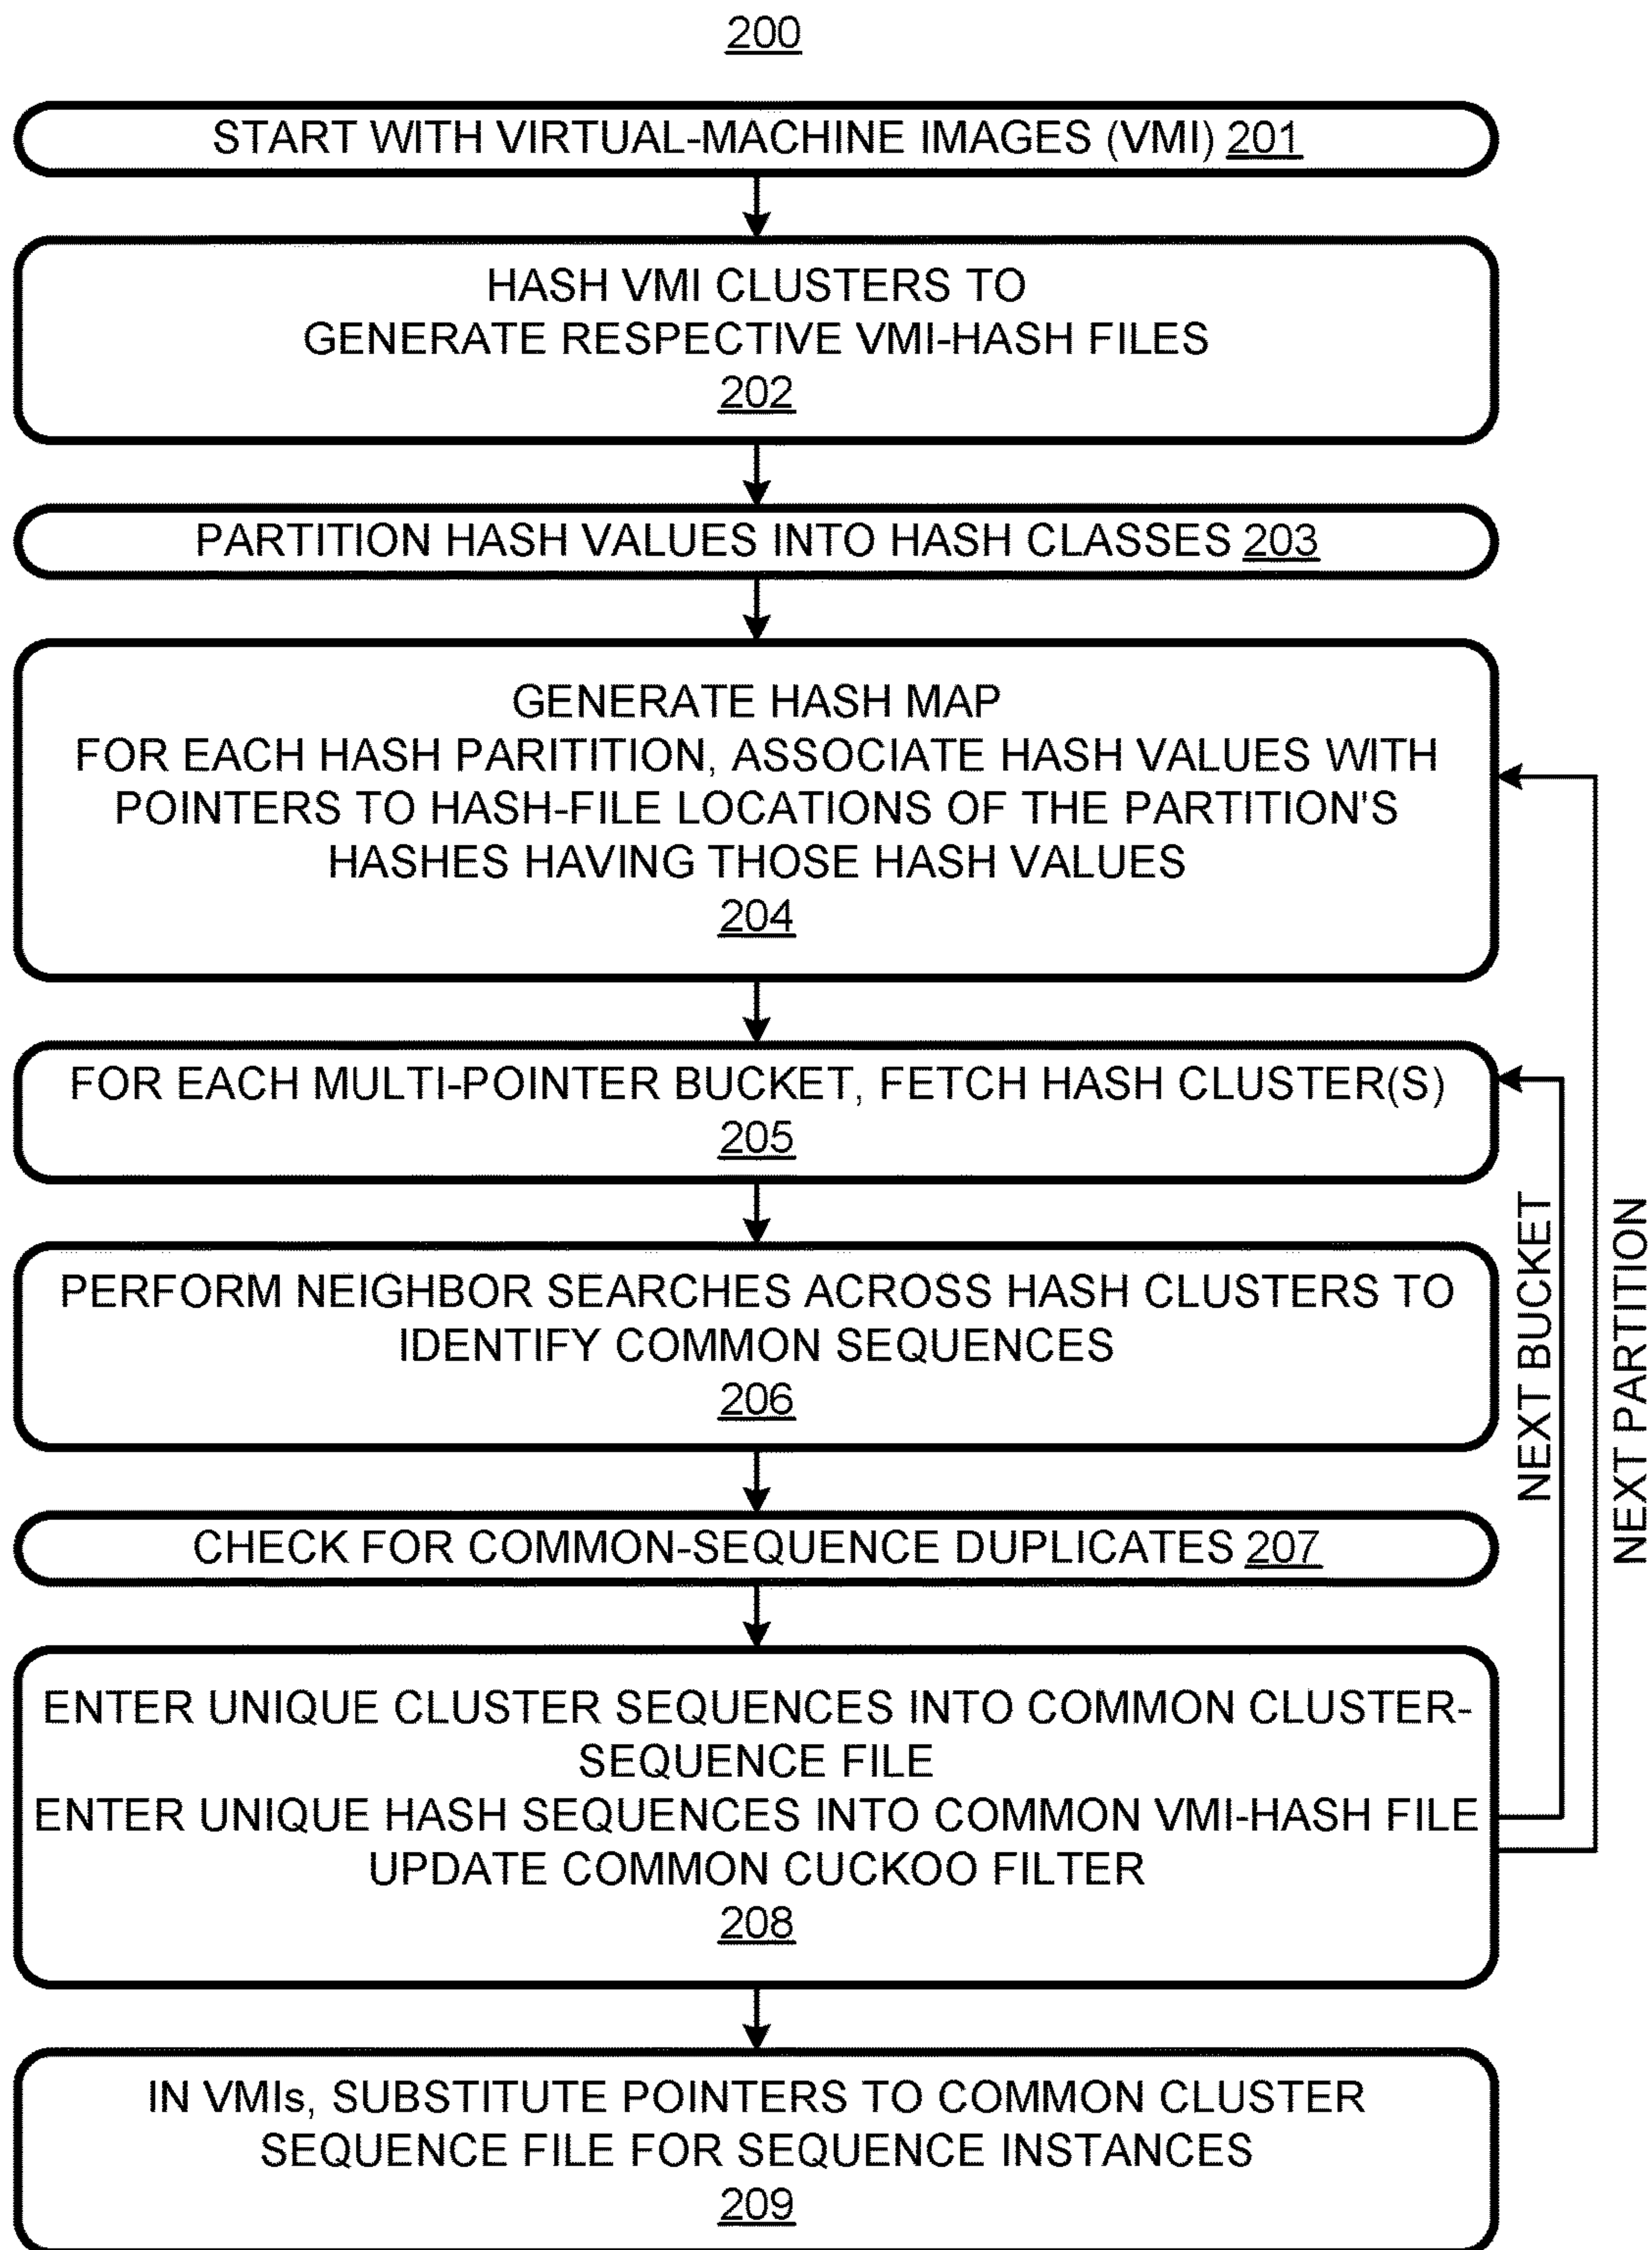 200
START WITH VIRTUAL-MACHINE IMAGES (VMI) 201
HASH VMI CLUSTERS TO
GENERATE RESPECTIVE VMI-HASH FILES
202
PARTITION HASH VALUES INTO HASH CLASSES 203
GENERATE HASH MAP
FOR EACH HASH PARITITION, ASSOCIATE HASH VALUES WITH
POINTERS TO HASH-FILE LOCATIONS OF THE PARTITION'S
HASHES HAVING THOSE HASH VALUES
204
FOR EACH MULTI-POINTER BUCKET, FETCH HASH CLUSTER(S)
205
PERFORM NEIGHBOR SEARCHES ACROSS HASH CLUSTERS TO
IDENTIFY COMMON SEQUENCES
206
CHECK FOR COMMON-SEQUENCE DUPLICATES 207
ENTER UNIQUE CLUSTER SEQUENCES INTO COMMON CLUSTER-
SEQUENCE FILE
ENTER UNIQUE HASH SEQUENCES INTO COMMON VMI-HASH FILE
UPDATE COMMON CUCKOO FILTER
208
IN VMIs, SUBSTITUTE POINTERS TO COMMON CLUSTER
SEQUENCE FILE FOR SEQUENCE INSTANCES
209
NEXT BUCKET
NEXT PARTITION